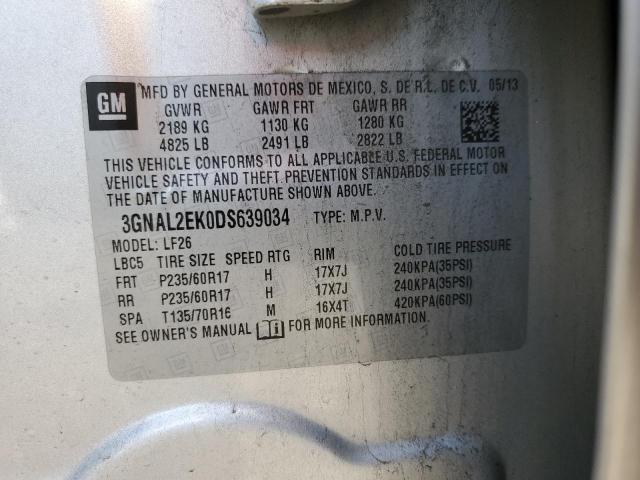 GM
MFD BY GENERAL MOTORS DE MEXICO, S. DE R.L. DE C.V. 05/13
GVWR GAWR FRT GAWR RR
2189 KG 1130 KG 1280 KG
4825 LB 2491 LB 2822 LB
THIS VEHICLE CONFORMS TO ALL APPLICABLE U.S. FEDERAL MOTOR
VEHICLE SAFETY AND THEFT PREVENTION STANDARDS IN EFFECT ON
THE DATE OF MANUFACTURE SHOWN ABOVE.
3GNAL2EK0DS639034 TYPE: M.P.V.
MODEL: LF26
LBC5 TIRE SIZE SPEED RTG RIM COLD TIRE PRESSURE
FRT P235/60R17 H 17X7J 240KPA(35PSI)
RR P235/60R17 H 17X7J 240KPA(35PSI)
SPA T135/70R16 M 16X4T 420KPA(60PSI)
SEE OWNER'S MANUAL FOR MORE INFORMATION.